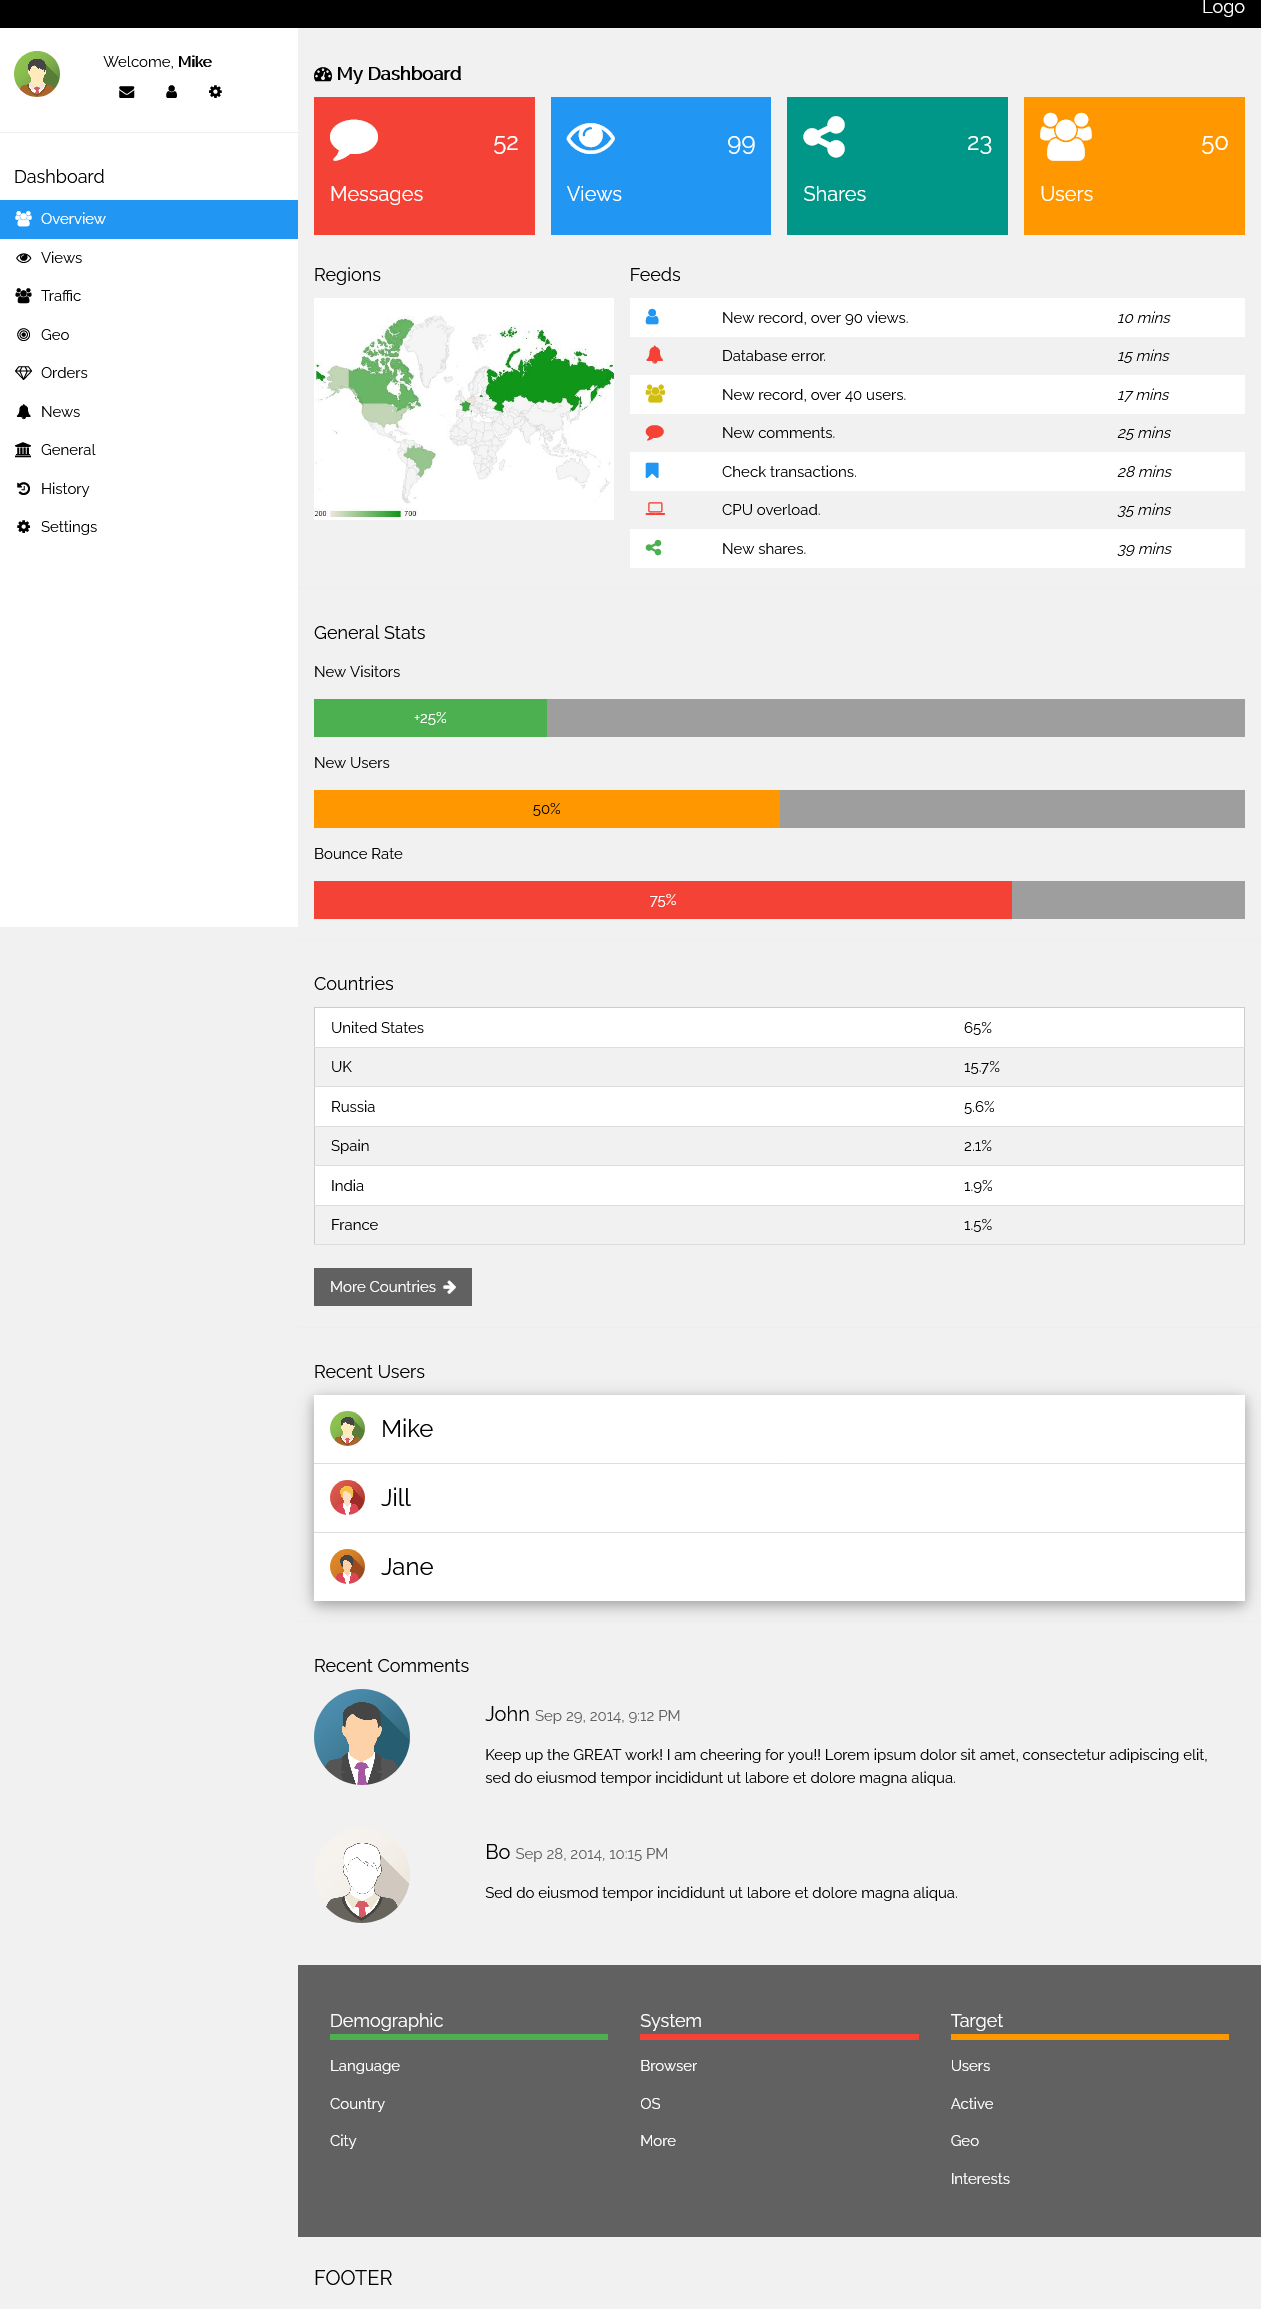 Logo
Welcome, Mike
Dashboard
Overview
Views
Traffic
Geo
Orders
News
General
History
Settings
My Dashboard
52
Messages
99
Views
23
Shares
50
Users
Regions
200 700
Feeds
New record, over 90 views. 10 mins
Database error. 15 mins
New record, over 40 users. 17 mins
New comments. 25 mins
Check transactions. 28 mins
CPU overload. 35 mins
New shares. 39 mins
General Stats
New Visitors
+25%
New Users
50%
Bounce Rate
75%
Countries
United States 65%
UK 15.7%
Russia 5.6%
Spain 2.1%
India 1.9%
France 1.5%
More Countries
Recent Users
Mike
Jill
Jane
Recent Comments
John Sep 29, 2014, 9:12 PM
Keep up the GREAT work! I am cheering for you!! Lorem ipsum dolor sit amet, consectetur adipiscing elit,
sed do eiusmod tempor incididunt ut labore et dolore magna aliqua.
Bo Sep 28, 2014, 10:15 PM
Sed do eiusmod tempor incididunt ut labore et dolore magna aliqua.
Demographic
Language
Country
City
System
Browser
OS
More
Target
Users
Active
Geo
Interests
FOOTER